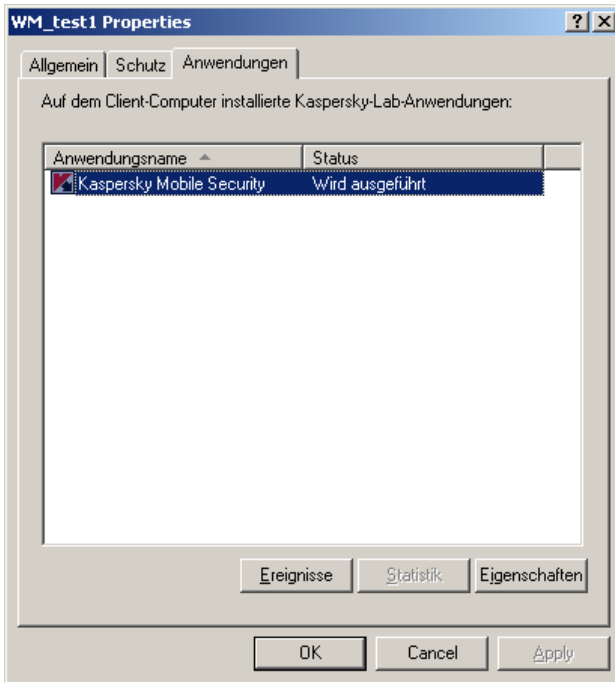 WM_test1 Properties
Allgemein Schutz Anwendungen
Auf dem Client-Computer installierte Kaspersky-Lab-Anwendungen:
Anwendungsname Status
Kaspersky Mobile Security Wird ausgeführt
Ereignisse Statistik Eigenschaften
OK Cancel Apply